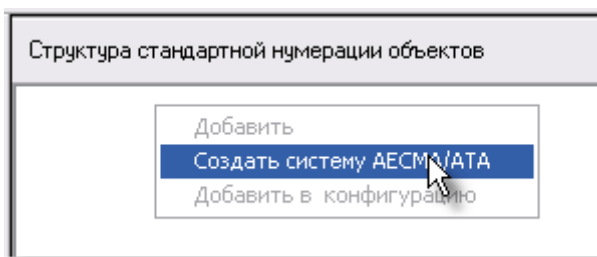 Структура стандартной нумерации объектов
Добавить
Создать систему AECMA/ATA
Добавить в конфигурацию